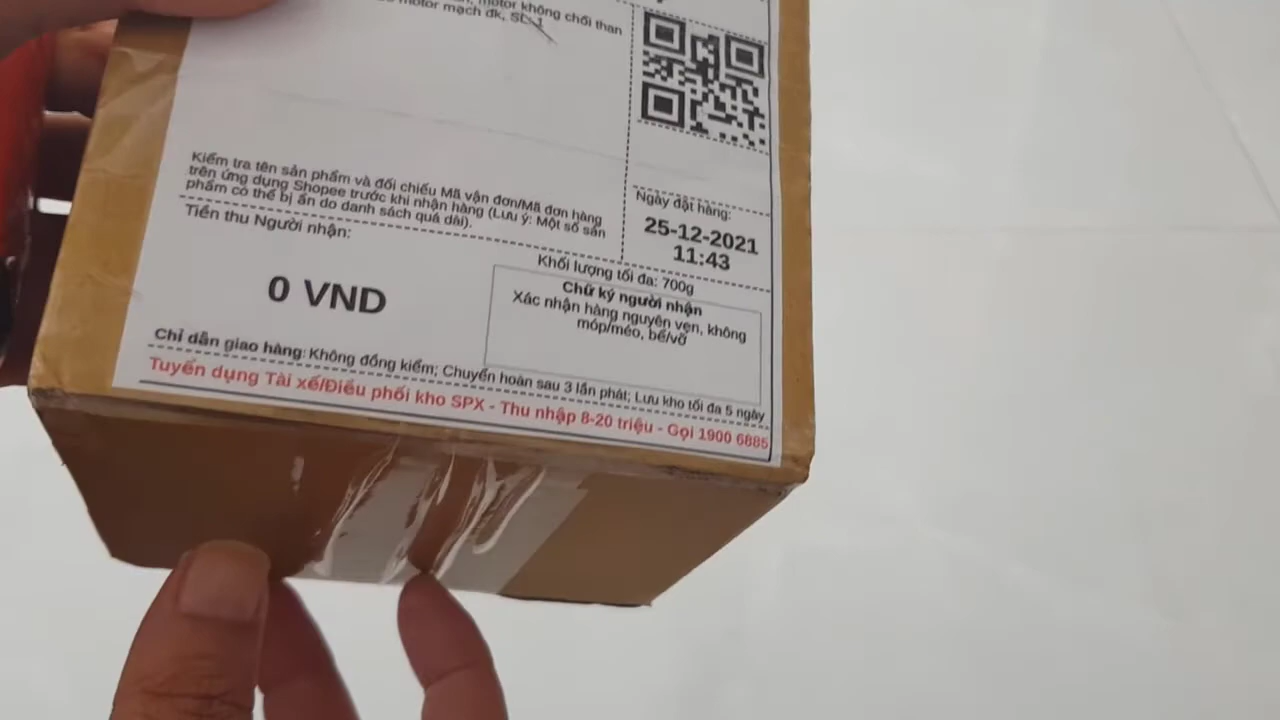 motor không chổi than
motor mạch đk, SL: 1
Kiểm tra tên sản phẩm và đối chiếu Mã vận đơn/Mã đơn hàng
trên ứng dụng Shopee trước khi nhận hàng (Lưu ý: Một số sản
phẩm có thể bị ẩn do danh sách quá dài).
Ngày đặt hàng:
25-12-2021
11:43
Tiền thu Người nhận:
0 VND
Khối lượng tối đa: 700g
Chữ ký người nhận
Xác nhận hàng nguyên vẹn, không
móp/méo, bể/vỡ
Chỉ dẫn giao hàng: Không đồng kiểm; Chuyển hoàn sau 3 lần phát; Lưu kho tối đa 5 ngày
Tuyển dụng Tài xế/Điều phối kho SPX - Thu nhập 8-20 triệu - Gọi 1900 6885